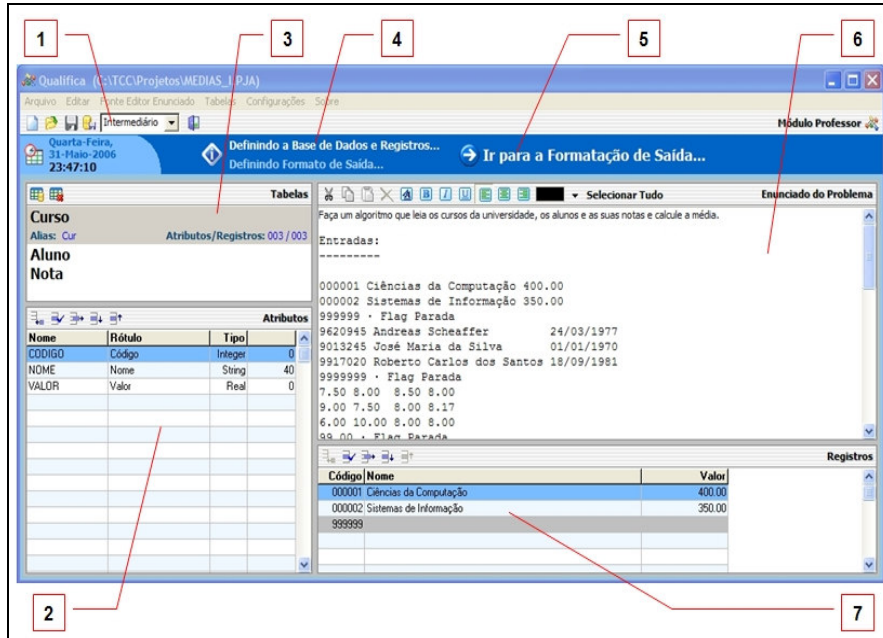 1
3
4
5
6
Qualifica (C:\TCC\Projetos\MEDIAS_I.PJA)
Arquivo Editar Fonte Editor Enunciado Tabelas Configurações Sobre
Intermediário
Módulo Professor
Quarta-Feira,
31-Maio-2006
23:47:10
Definindo a Base de Dados e Registros...
Definindo Formato de Saída...
Ir para a Formatação de Saída...
Tabelas
Selecionar Tudo
Enunciado do Problema
Curso
Alias: Cur
Atributos/Registros: 003 / 003
Aluno
Nota
Faça um algoritmo que leia os cursos da universidade, os alunos e as suas notas e calcule a média.
Entradas:
---------
000001 Ciências da Computação 400.00
000002 Sistemas de Informação 350.00
999999 · Flag Parada
9620945 Andreas Scheaffer 24/03/1977
9013245 José Maria da Silva 01/01/1970
9917020 Roberto Carlos dos Santos 18/09/1981
9999999 · Flag Parada
7.50 8.00 8.50 8.00
9.00 7.50 8.00 8.17
6.00 10.00 8.00 8.00
99.00 · Flag Parada
Atributos
Nome Rótulo Tipo
CODIGO Código Integer 0
NOME Nome String 40
VALOR Valor Real 0
Registros
Código Nome Valor
000001 Ciências da Computação 400.00
000002 Sistemas de Informação 350.00
999999
2
7